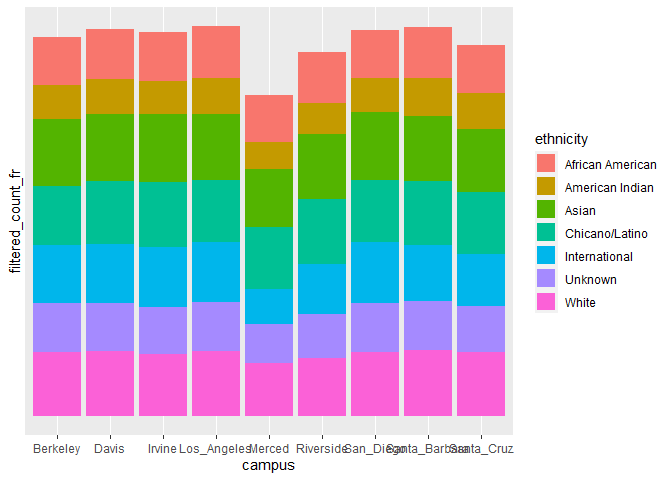 filtered_count_fr
Berkeley Davis Irvine Los_Angeles Merced Riverside San_Diego Santa_Barbara Santa_Cruz
campus
ethnicity
African American
American Indian
Asian
Chicano/Latino
International
Unknown
White